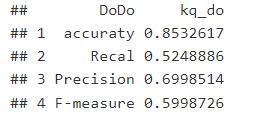 ##        DoDo     kq_do
## 1  accuraty 0.8532617
## 2     Recal 0.5248886
## 3 Precision 0.6998514
## 4 F-measure 0.5998726